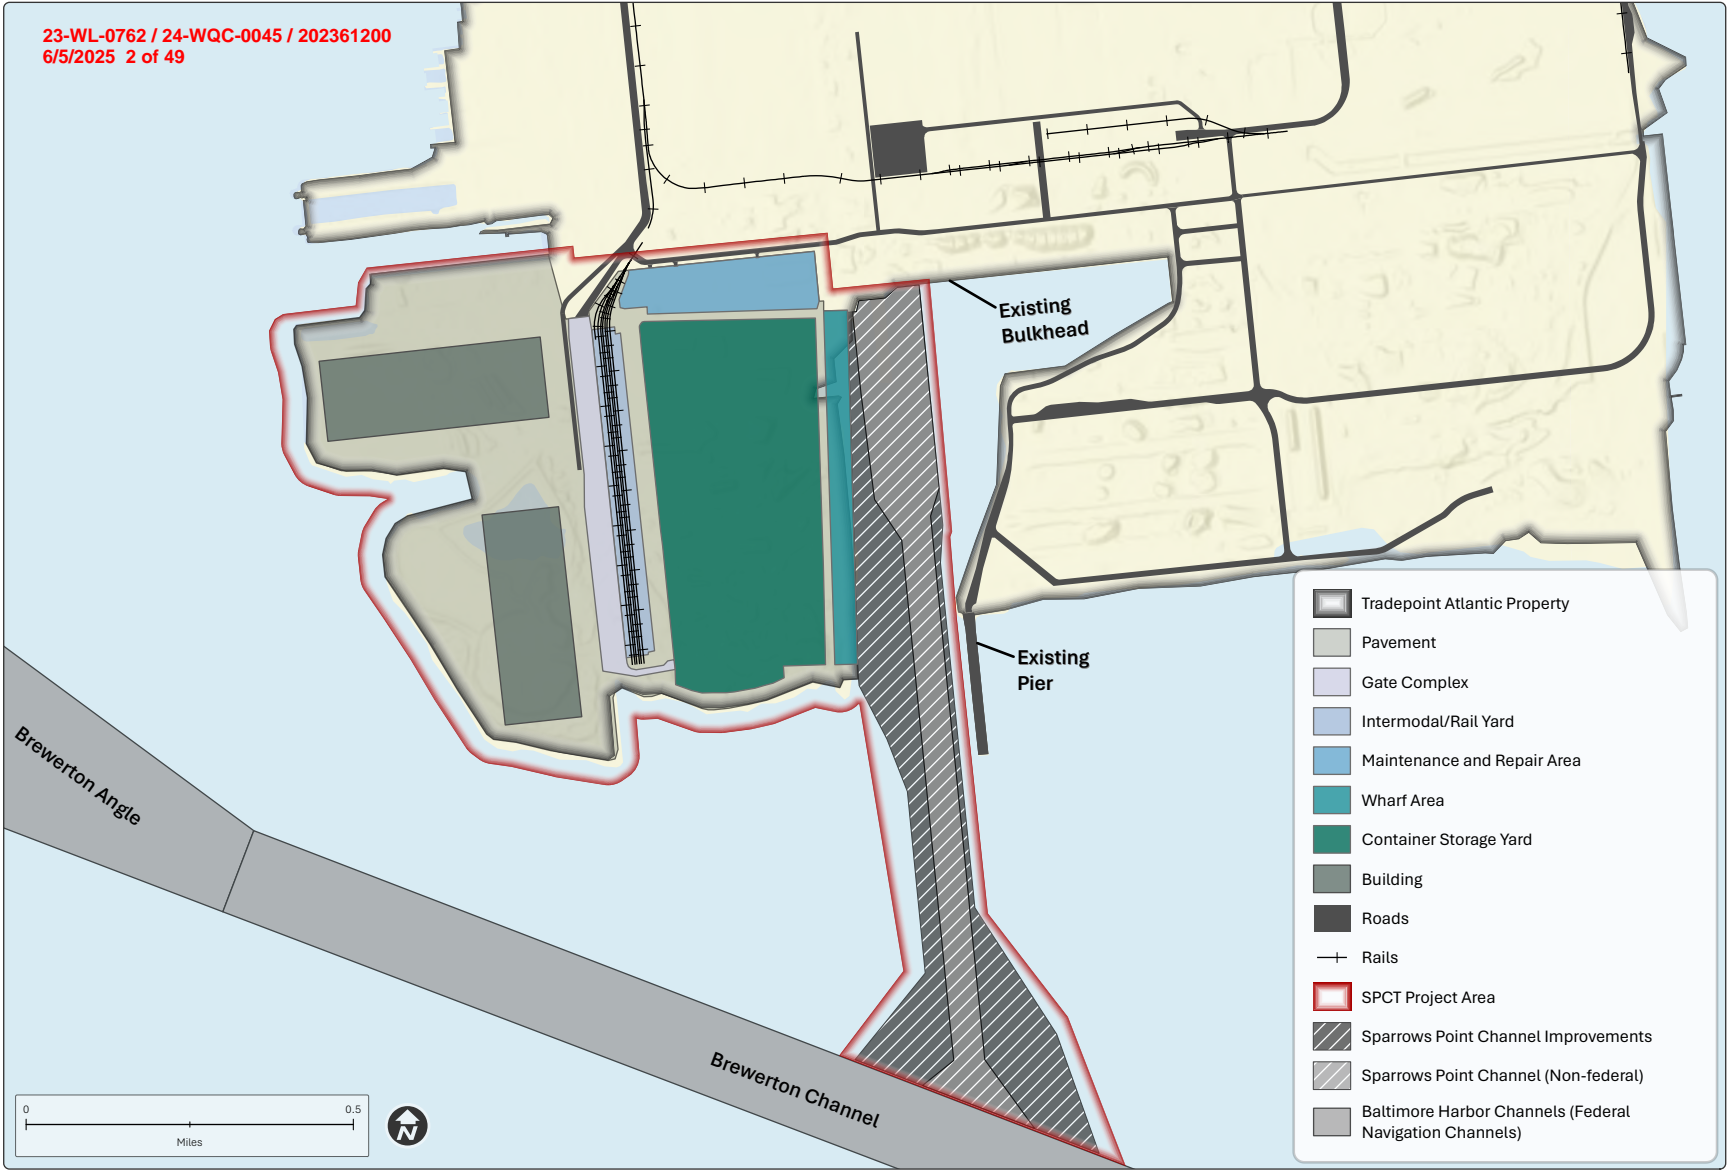 23-WL-0762 / 24-WQC-0045 / 202361200
6/5/2025 2 of 49
Existing
Bulkhead
Existing
Pier
Brewerton Angle
Brewerton Channel
Tradepoint Atlantic Property
Pavement
Gate Complex
Intermodal/Rail Yard
Maintenance and Repair Area
Wharf Area
Container Storage Yard
Building
Roads
Rails
SPCT Project Area
Sparrows Point Channel Improvements
Sparrows Point Channel (Non-federal)
Baltimore Harbor Channels (Federal
Navigation Channels)
0 0.5
Miles
N